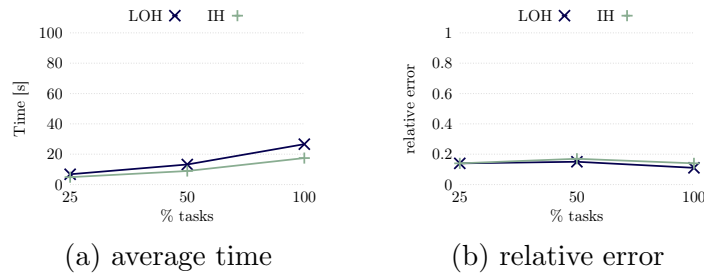 LOH IH
100
80
60
40
20
0
Time [s]
25 50 100
% tasks
(a) average time
LOH IH
1
0.8
0.6
0.4
0.2
0
relative error
25 50 100
% tasks
(b) relative error